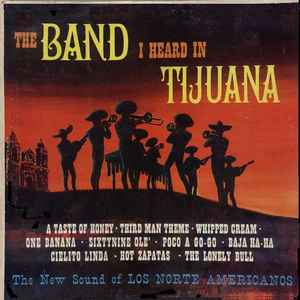 THE BAND I HEARD IN
TIJUANA
A TASTE OF HONEY · THIRD MAN THEME · WHIPPED CREAM ·
ONE BANANA · SIXTYNINE OLE' · POCO A GO-GO · BAJA HA-HA
CIELITO LINDA · HOT ZAPATAS · THE LONELY BULL
The New Sound of LOS NORTE AMERICANOS